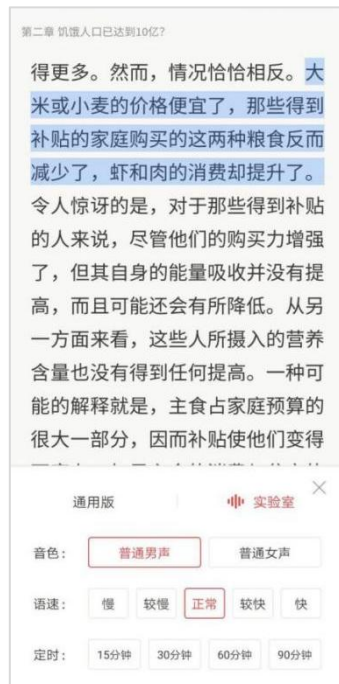 第二章 饥饿人口已达到10亿?
得更多。然而，情况恰恰相反。大
米或小麦的价格便宜了，那些得到
补贴的家庭购买的这两种粮食反而
减少了，虾和肉的消费却提升了。
令人惊讶的是，对于那些得到补贴
的人来说，尽管他们的购买力增强
了，但其自身的能量吸收并没有提
高，而且可能还会有所降低。从另
一方面来看，这些人所摄入的营养
含量也没有得到任何提高。一种可
能的解释就是，主食占家庭预算的
很大一部分，因而补贴使他们变得
通用版 实验室
音色： 普通男声 普通女声
语速： 慢 较慢 正常 较快 快
定时： 15分钟 30分钟 60分钟 90分钟